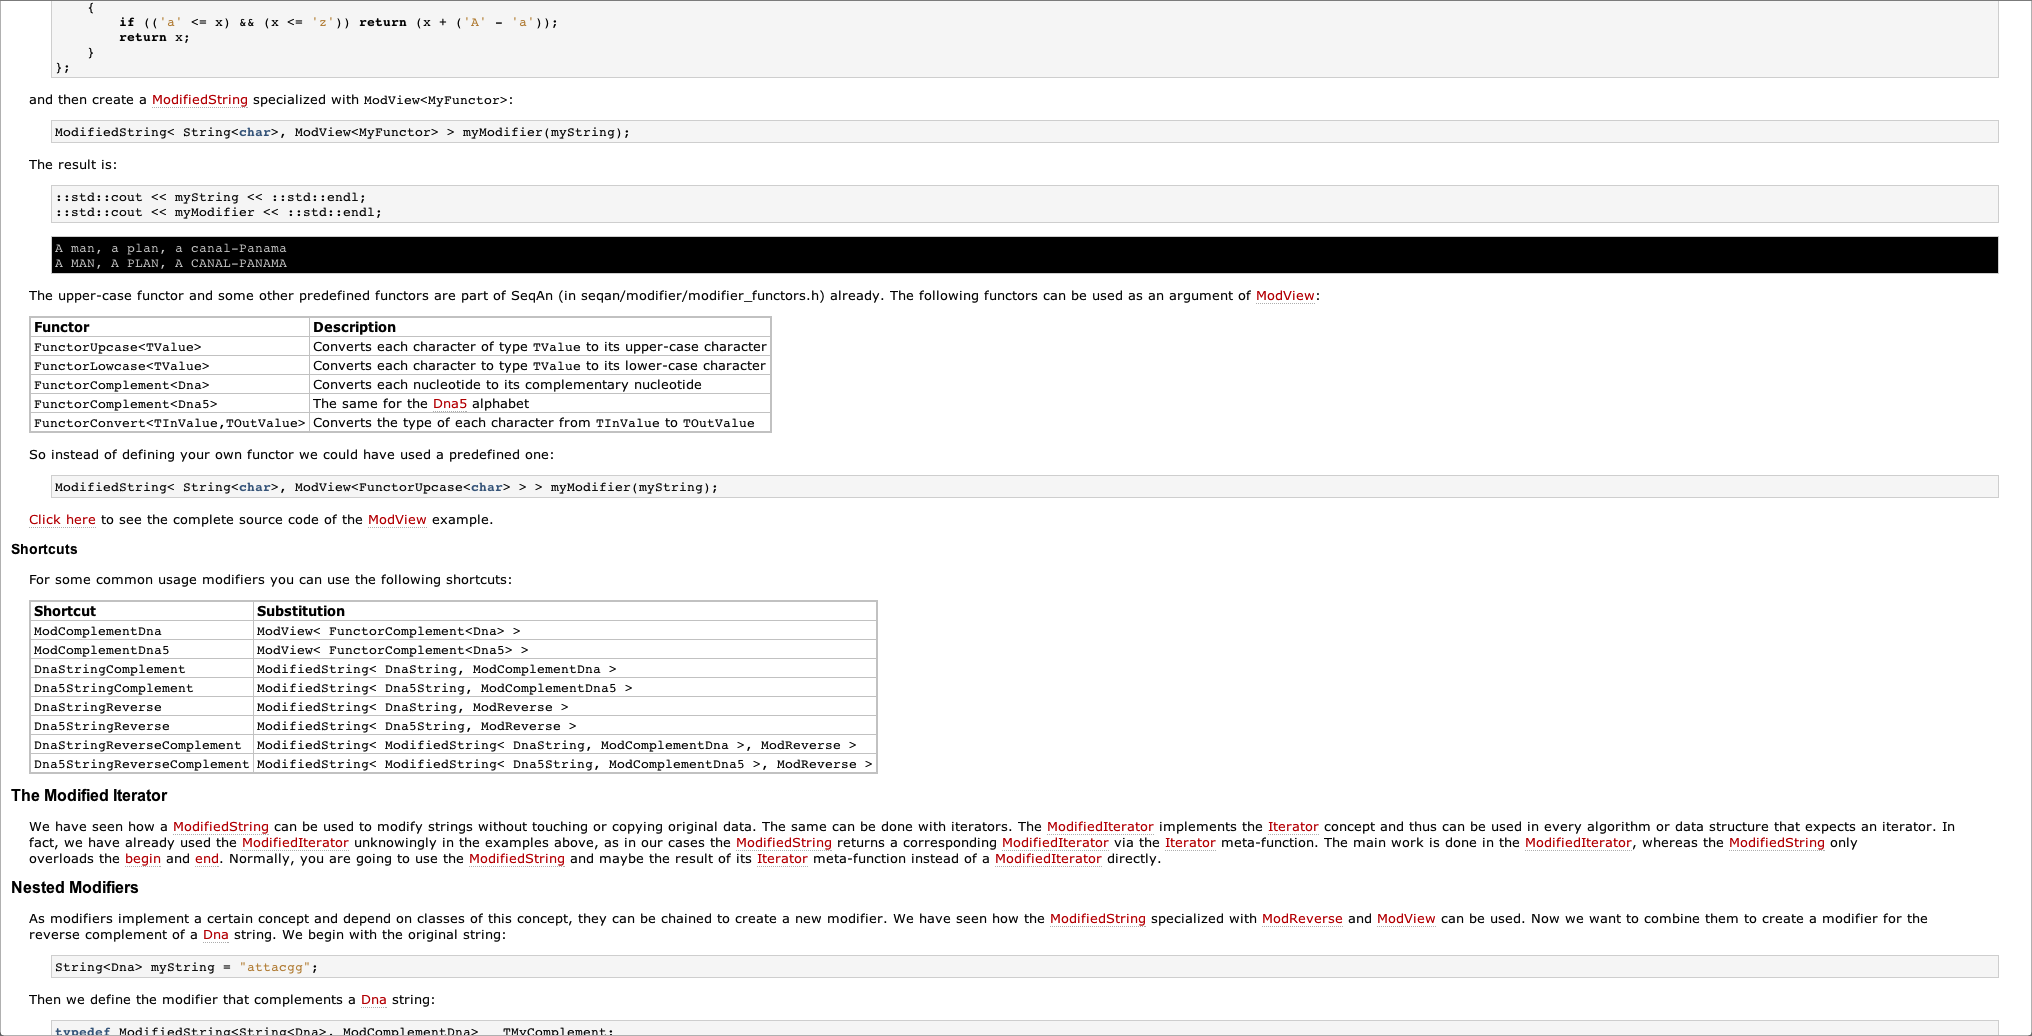 {
if (('a' <= x) && (x <= 'z')) return (x + ('A' - 'a'));
return x;
}
};
and then create a ModifiedString specialized with ModView<MyFunctor>:
ModifiedString< String<char>, ModView<MyFunctor> > myModifier(myString);
The result is:
::std::cout << myString << ::std::endl;
::std::cout << myModifier << ::std::endl;
A man, a plan, a canal-Panama
A MAN, A PLAN, A CANAL-PANAMA
The upper-case functor and some other predefined functors are part of SeqAn (in seqan/modifier/modifier_functors.h) already. The following functors can be used as an argument of ModView:
Functor Description
FunctorUpcase<TValue> Converts each character of type TValue to its upper-case character
FunctorLowcase<TValue> Converts each character to type TValue to its lower-case character
FunctorComplement<Dna> Converts each nucleotide to its complementary nucleotide
FunctorComplement<Dna5> The same for the Dna5 alphabet
FunctorConvert<TInValue,TOutValue> Converts the type of each character from TInValue to TOutValue
So instead of defining your own functor we could have used a predefined one:
ModifiedString< String<char>, ModView<FunctorUpcase<char> > > myModifier(myString);
Click here to see the complete source code of the ModView example.
Shortcuts
For some common usage modifiers you can use the following shortcuts:
Shortcut Substitution
ModComplementDna ModView< FunctorComplement<Dna> >
ModComplementDna5 ModView< FunctorComplement<Dna5> >
DnaStringComplement ModifiedString< DnaString, ModComplementDna >
Dna5StringComplement ModifiedString< Dna5String, ModComplementDna5 >
DnaStringReverse ModifiedString< DnaString, ModReverse >
Dna5StringReverse ModifiedString< Dna5String, ModReverse >
DnaStringReverseComplement ModifiedString< ModifiedString< DnaString, ModComplementDna >, ModReverse >
Dna5StringReverseComplement ModifiedString< ModifiedString< Dna5String, ModComplementDna5 >, ModReverse >
The Modified Iterator
We have seen how a ModifiedString can be used to modify strings without touching or copying original data. The same can be done with iterators. The ModifiedIterator implements the Iterator concept and thus can be used in every algorithm or data structure that expects an iterator. In
fact, we have already used the ModifiedIterator unknowingly in the examples above, as in our cases the ModifiedString returns a corresponding ModifiedIterator via the Iterator meta-function. The main work is done in the ModifiedIterator, whereas the ModifiedString only
overloads the begin and end. Normally, you are going to use the ModifiedString and maybe the result of its Iterator meta-function instead of a ModifiedIterator directly.
Nested Modifiers
As modifiers implement a certain concept and depend on classes of this concept, they can be chained to create a new modifier. We have seen how the ModifiedString specialized with ModReverse and ModView can be used. Now we want to combine them to create a modifier for the
reverse complement of a Dna string. We begin with the original string:
String<Dna> myString = "attacgg";
Then we define the modifier that complements a Dna string:
typedef ModifiedString<String<Dna>, ModComplementDna> TMyComplement;